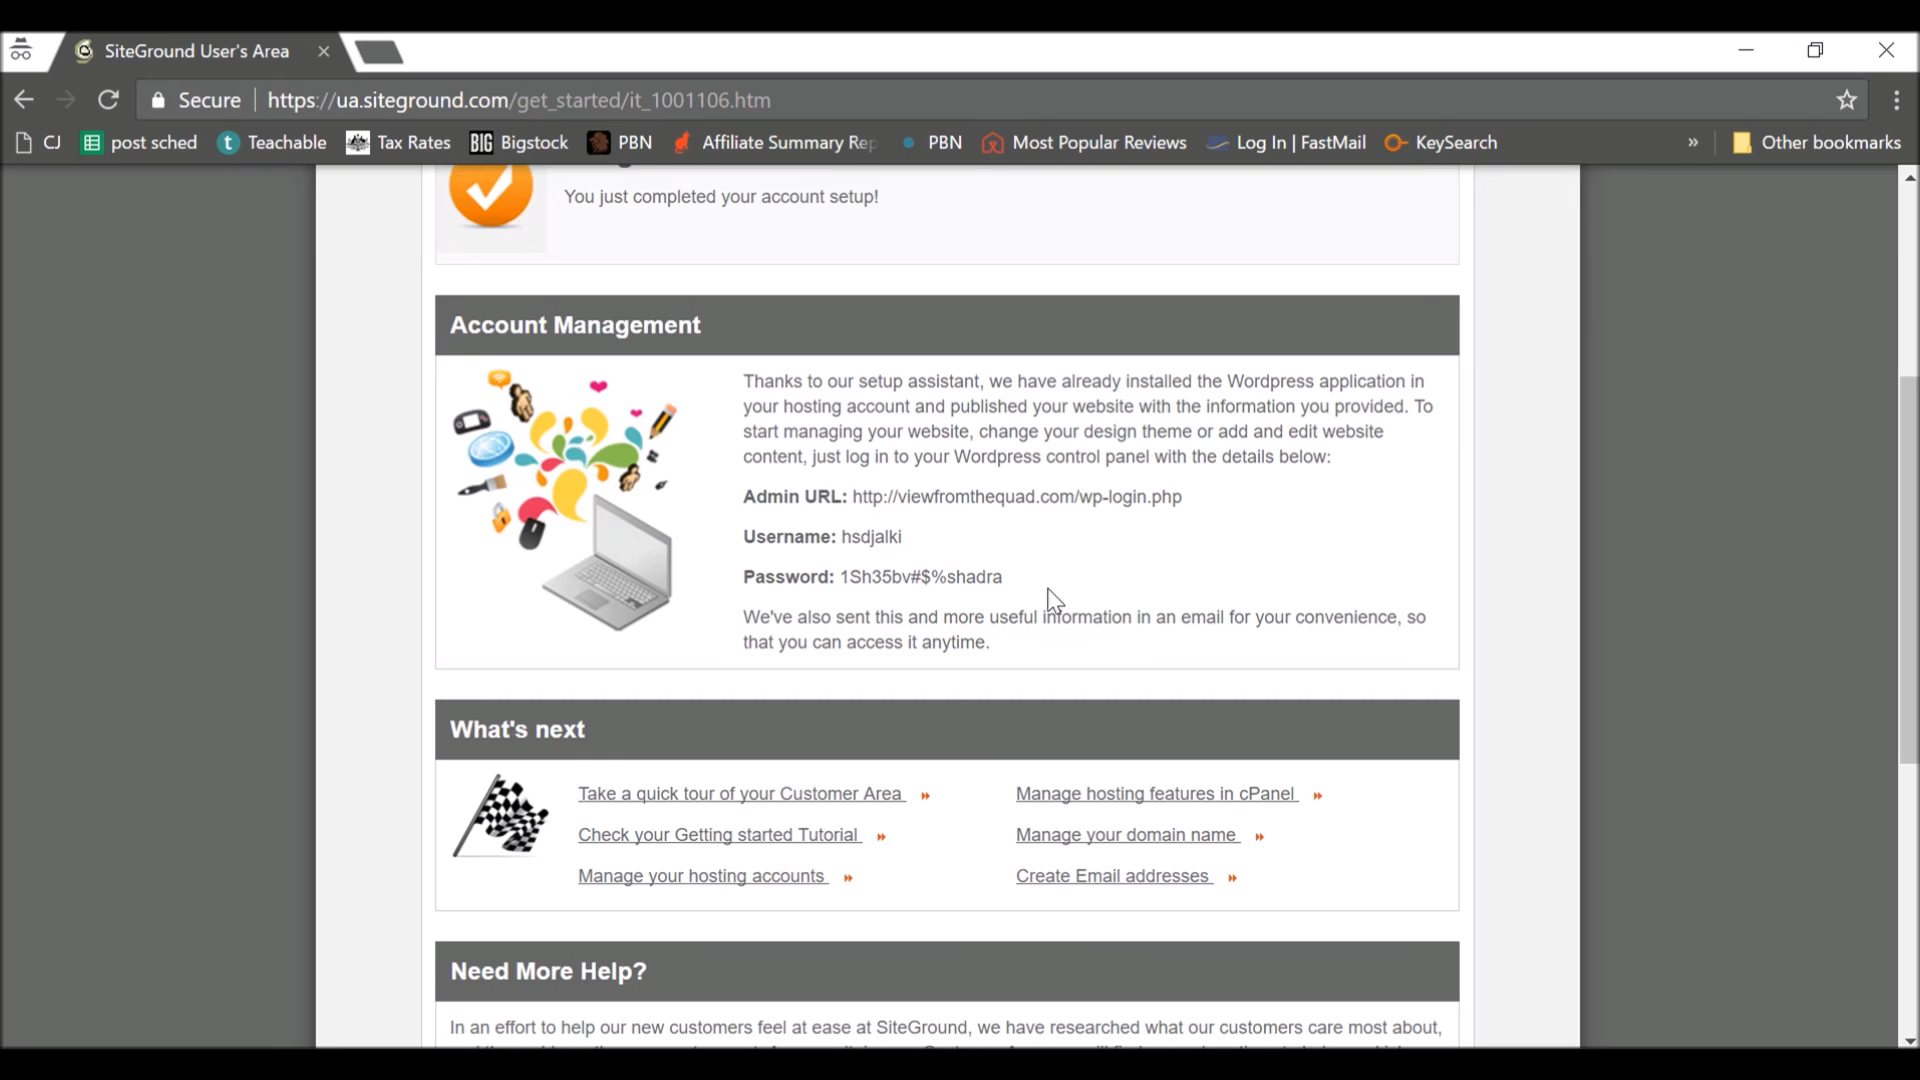 SiteGround User's Area
Secure https://ua.siteground.com/get_started/it_1001106.htm
CJ post sched Teachable Tax Rates BIG Bigstock PBN Affiliate Summary Rep PBN Most Popular Reviews Log In | FastMail KeySearch » Other bookmarks
You just completed your account setup!
Account Management
Thanks to our setup assistant, we have already installed the Wordpress application in
your hosting account and published your website with the information you provided. To
start managing your website, change your design theme or add and edit website
content, just log in to your Wordpress control panel with the details below:
Admin URL: http://viewfromthequad.com/wp-login.php
Username: hsdjalki
Password: 1Sh35bv#$%shadra
We've also sent this and more useful information in an email for your convenience, so
that you can access it anytime.
What's next
Take a quick tour of your Customer Area
Check your Getting started Tutorial
Manage your hosting accounts
Manage hosting features in cPanel
Manage your domain name
Create Email addresses
Need More Help?
In an effort to help our new customers feel at ease at SiteGround, we have researched what our customers care most about,